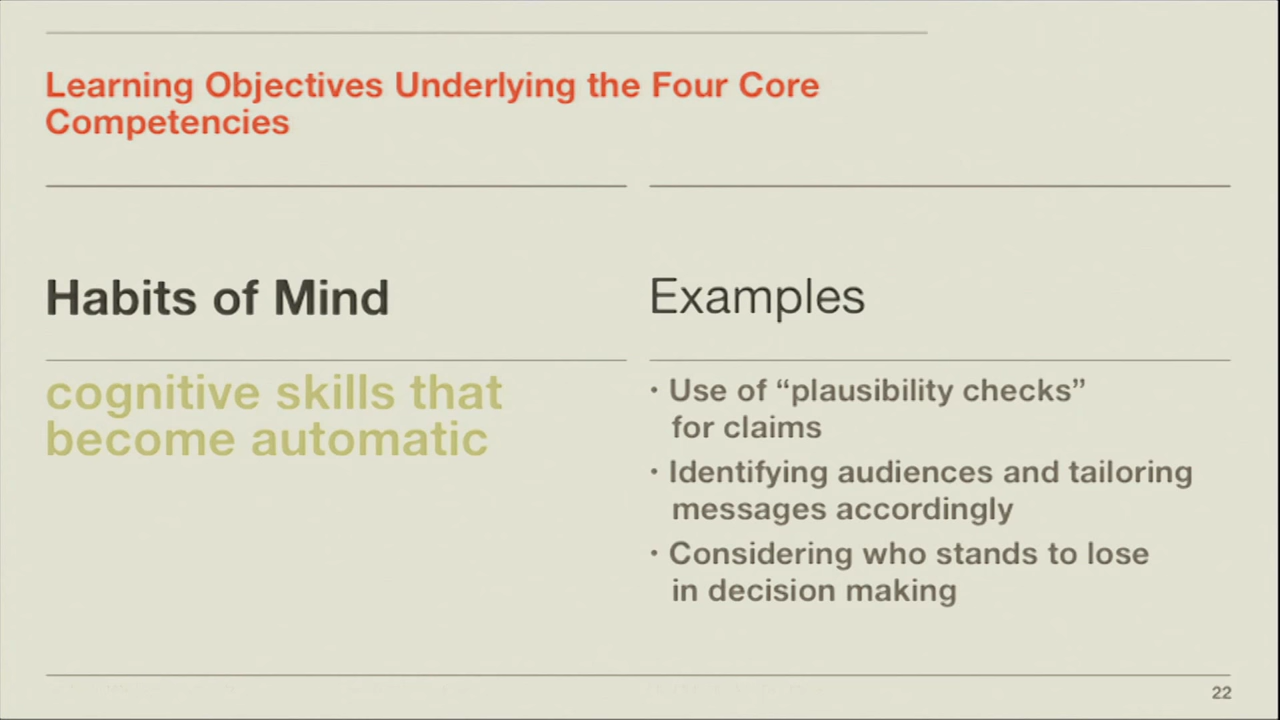 Learning Objectives Underlying the Four Core
Competencies
Habits of Mind
cognitive skills that
become automatic
Examples
· Use of “plausibility checks”
for claims
· Identifying audiences and tailoring
messages accordingly
· Considering who stands to lose
in decision making
22